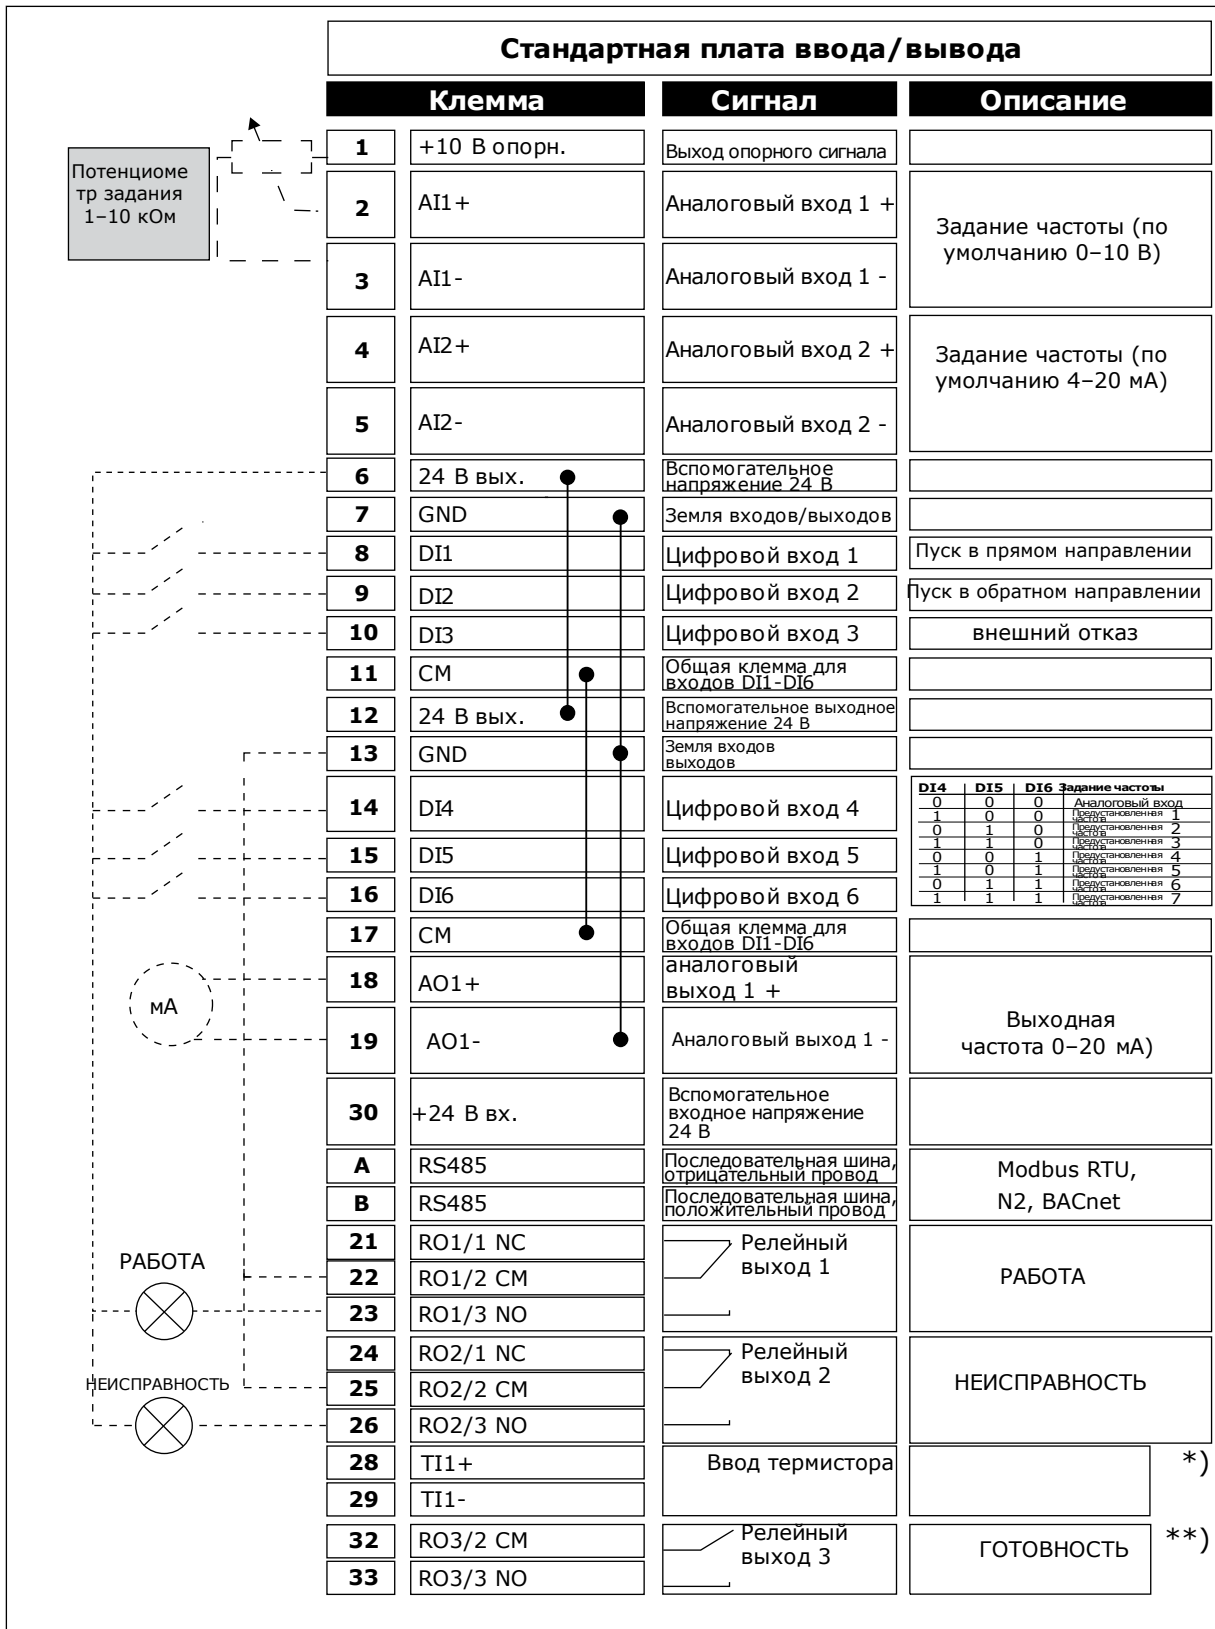 Стандартная плата ввода/вывода
Клемма Сигнал Описание
Потенциоме
тр задания
1–10 кОм
1 +10 В опорн. Выход опорного сигнала
2 AI1+ Аналоговый вход 1 +
3 AI1- Аналоговый вход 1 -
Задание частоты (по
умолчанию 0–10 В)
4 AI2+ Аналоговый вход 2 +
5 AI2- Аналоговый вход 2 -
Задание частоты (по
умолчанию 4–20 мА)
6 24 В вых. Вспомогательное
напряжение 24 В
7 GND Земля входов/выходов
8 DI1 Цифровой вход 1 Пуск в прямом направлении
9 DI2 Цифровой вход 2 Пуск в обратном направлении
10 DI3 Цифровой вход 3 внешний отказ
11 CM Общая клемма для
входов DI1-DI6
12 24 В вых. Вспомогательное выходное
напряжение 24 В
13 GND Земля входов
выходов
14 DI4 Цифровой вход 4
15 DI5 Цифровой вход 5
16 DI6 Цифровой вход 6
DI4 DI5 DI6 Задание частоты
0 0 0 Аналоговый вход
1 0 0 Предустановленная частота 1
0 1 0 Предустановленная частота 2
1 1 0 Предустановленная частота 3
0 0 1 Предустановленная частота 4
1 0 1 Предустановленная частота 5
0 1 1 Предустановленная частота 6
1 1 1 Предустановленная частота 7
17 CM Общая клемма для
входов DI1-DI6
мА
18 AO1+ аналоговый
выход 1 +
19 AO1- Аналоговый выход 1 -
Выходная
частота 0–20 мА)
30 +24 В вх. Вспомогательное
входное напряжение
24 В
A RS485 Последовательная шина,
отрицательный провод
B RS485 Последовательная шина,
положительный провод
Modbus RTU,
N2, BACnet
РАБОТА
21 RO1/1 NC
22 RO1/2 CM
23 RO1/3 NO
Релейный
выход 1
РАБОТА
НЕИСПРАВНОСТЬ
24 RO2/1 NC
25 RO2/2 CM
26 RO2/3 NO
Релейный
выход 2
НЕИСПРАВНОСТЬ
28 TI1+ Ввод термистора *)
29 TI1-
32 RO3/2 CM
33 RO3/3 NO
Релейный
выход 3
ГОТОВНОСТЬ **)